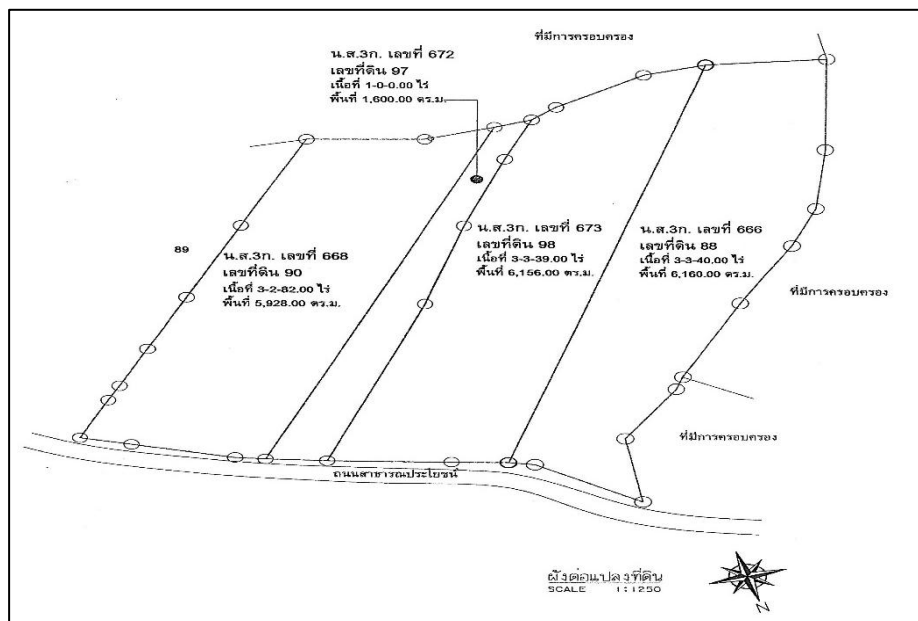 ที่มีการครอบครอง
น.ส.3ก. เลขที่ 672
เลขที่ดิน 97
เนื้อที่ 1-0-0.00 ไร่
พื้นที่ 1,600.00 ตร.ม.
89
น.ส.3ก. เลขที่ 668
เลขที่ดิน 90
เนื้อที่ 3-2-82.00 ไร่
พื้นที่ 5,928.00 ตร.ม.
น.ส.3ก. เลขที่ 673
เลขที่ดิน 98
เนื้อที่ 3-3-39.00 ไร่
พื้นที่ 6,156.00 ตร.ม.
น.ส.3ก. เลขที่ 666
เลขที่ดิน 88
เนื้อที่ 3-3-40.00 ไร่
พื้นที่ 6,160.00 ตร.ม.
ที่มีการครอบครอง
ที่มีการครอบครอง
ถนนสาธารณประโยชน์
ผังต่อแปลงที่ดิน
SCALE 1:1250
N